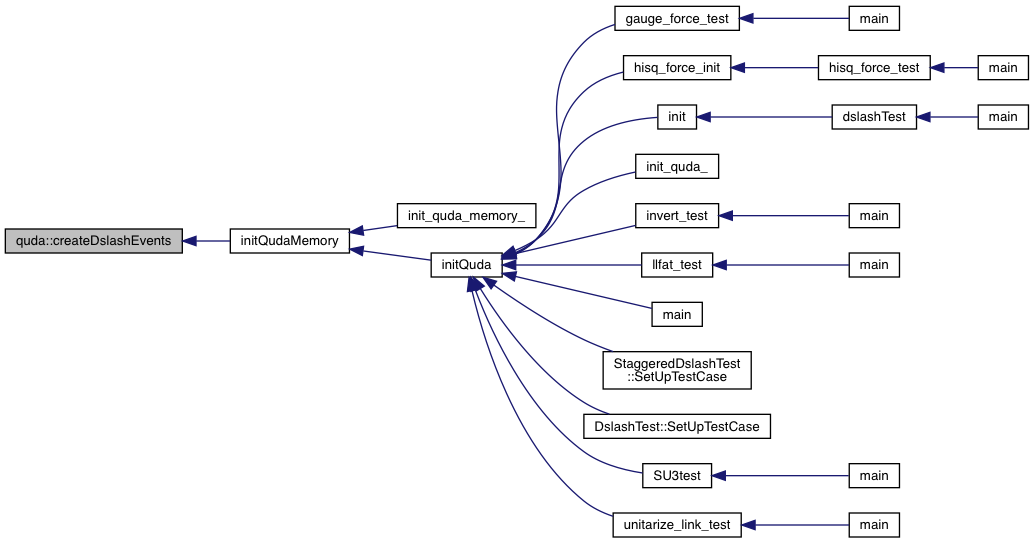 gauge_force_test
main
hisq_force_init
hisq_force_test
main
init
dslashTest
main
init_quda_
init_quda_memory_
invert_test
main
quda::createDslashEvents
initQudaMemory
initQuda
llfat_test
main
main
StaggeredDslashTest
::SetUpTestCase
DslashTest::SetUpTestCase
SU3test
main
unitarize_link_test
main